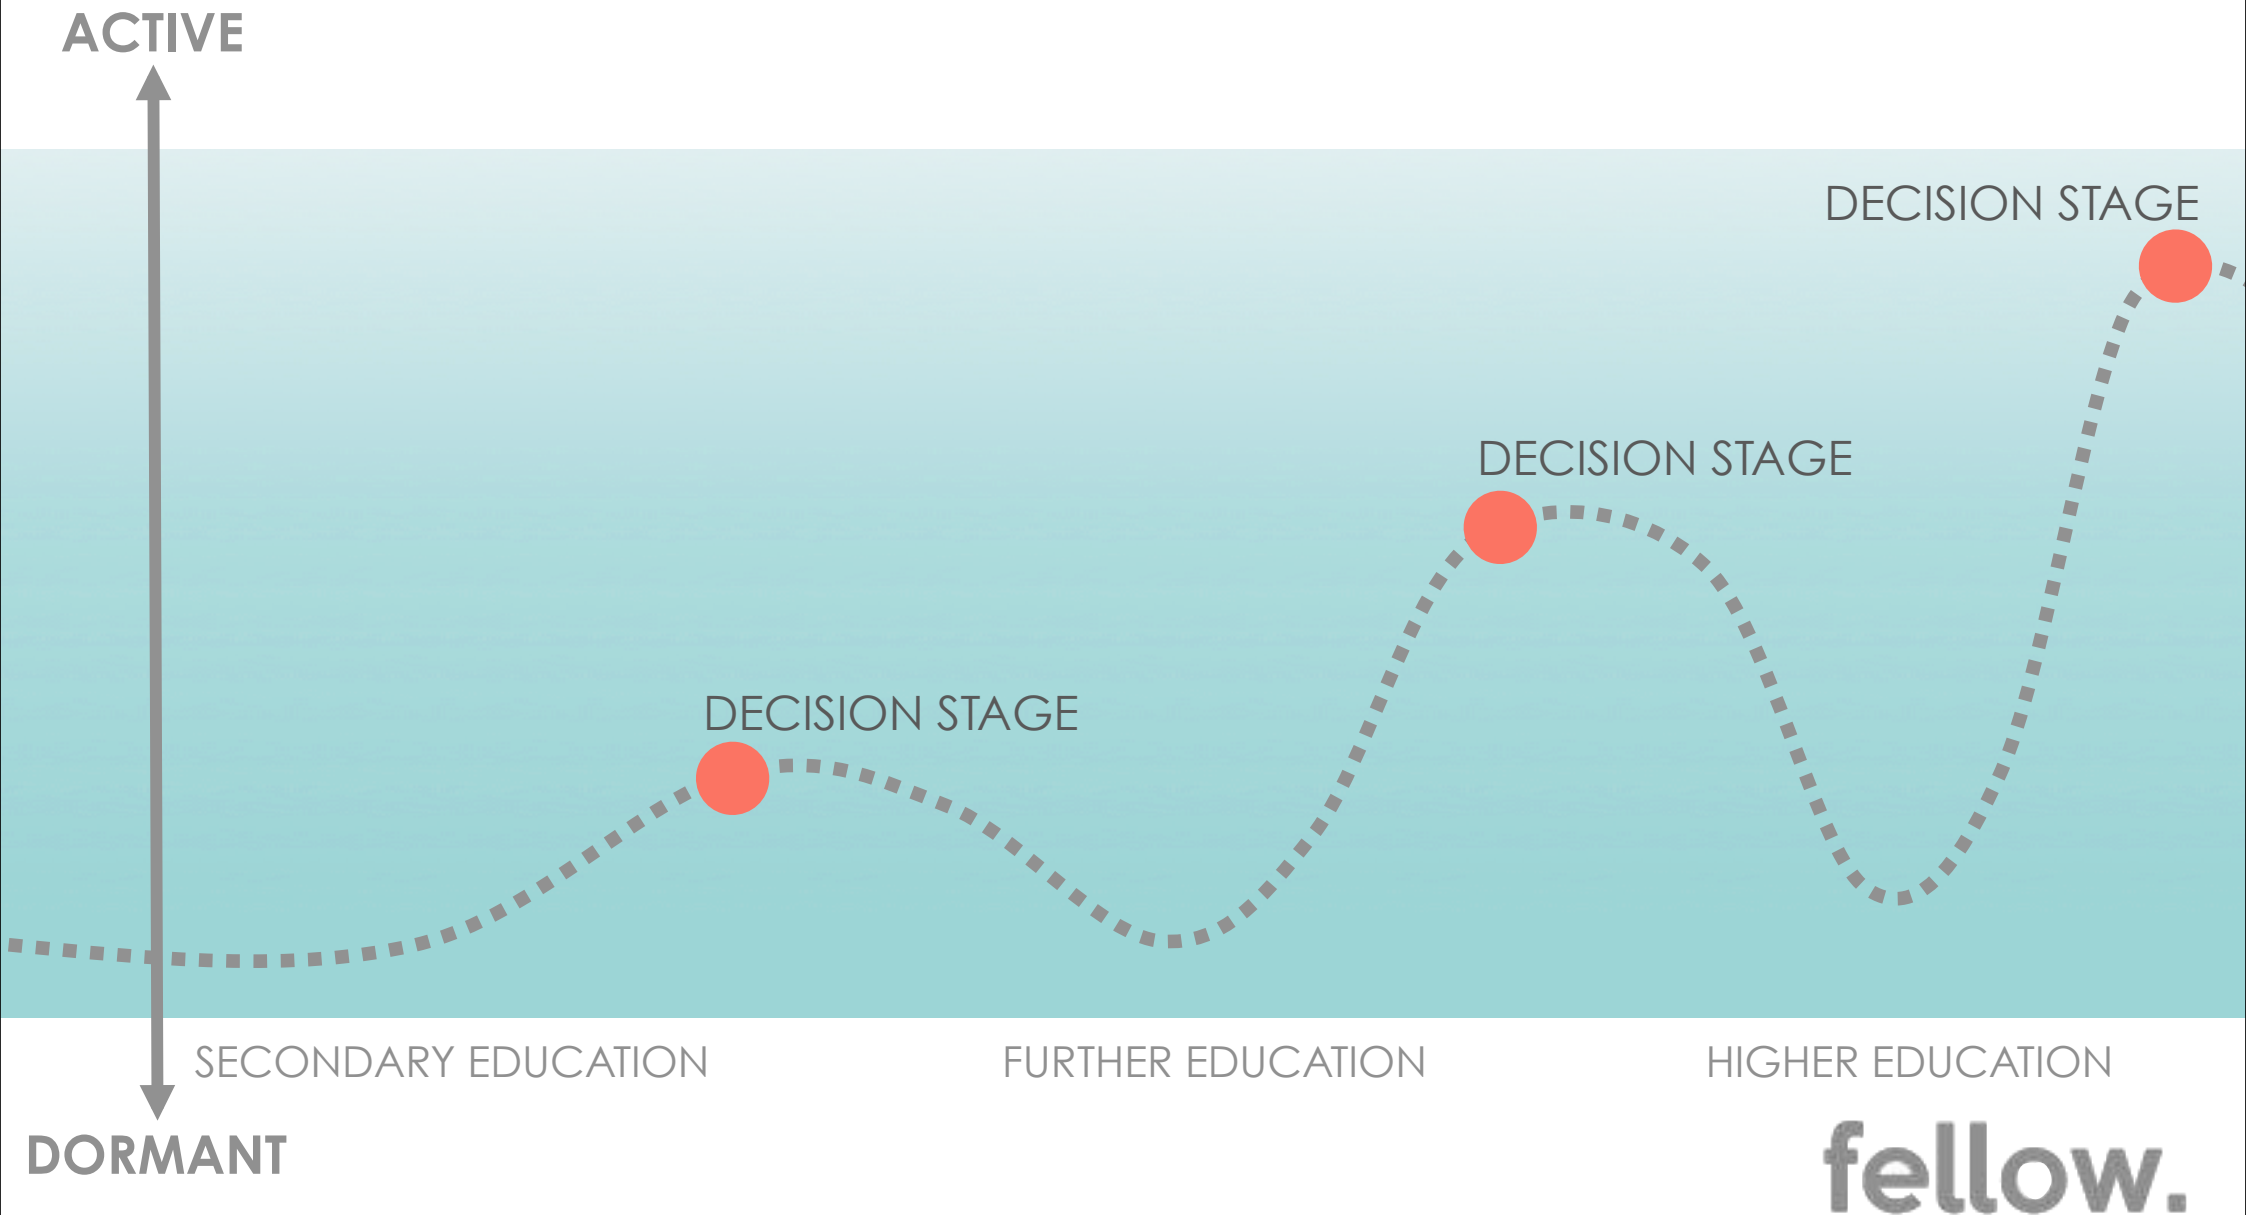 ACTIVE
DECISION STAGE
DECISION STAGE
DECISION STAGE
SECONDARY EDUCATION
FURTHER EDUCATION
HIGHER EDUCATION
DORMANT
fellow.